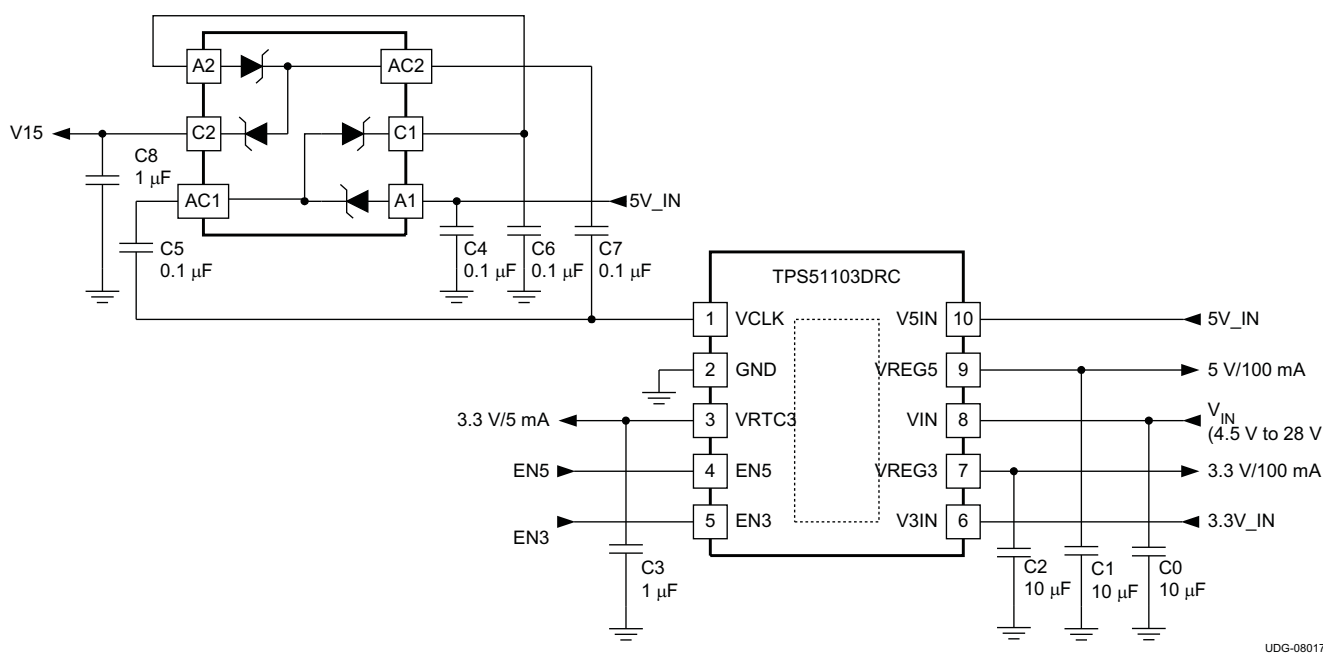 A2
AC2
V15
C2
C1
C8
1 μF
AC1
A1
5V_IN
C5
0.1 μF
C4
0.1 μF
C6
0.1 μF
C7
0.1 μF
TPS51103DRC
1 VCLK
V5IN 10
5V_IN
2 GND
VREG5 9
5 V/100 mA
3.3 V/5 mA
3 VRTC3
VIN 8
VIN
(4.5 V to 28 V
EN5
4 EN5
VREG3 7
3.3 V/100 mA
EN3
5 EN3
V3IN 6
3.3V_IN
C3
1 μF
C2
10 μF
C1
10 μF
C0
10 μF
UDG-08017